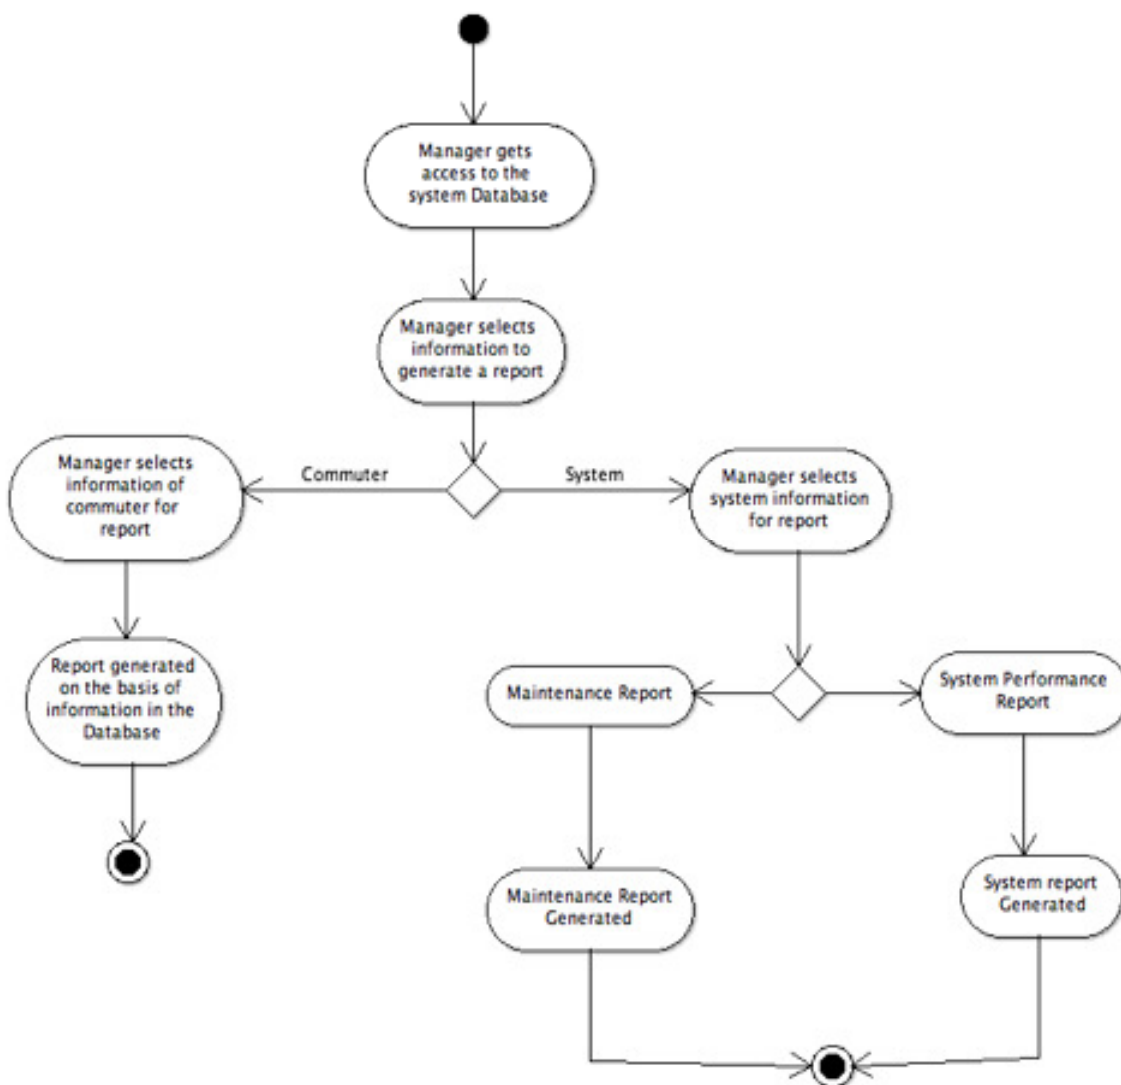 Manager gets
access to the
system Database
Manager selects
information to
generate a report
Commuter
System
Manager selects
information of
commuter for
report
Manager selects
system information
for report
Report generated
on the basis of
information in the
Database
Maintenance Report
System Performance
Report
Maintenance Report
Generated
System report
Generated